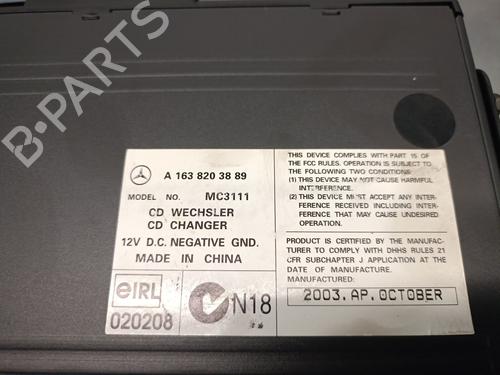 B-PARTS
A 163 820 38 89
MODEL NO. MC3111
CD WECHSLER
CD CHANGER
12V D.C. NEGATIVE GND.
MADE IN CHINA
eIRL
020208
N18
THIS DEVICE COMPLIES WITH PART 15 OF
THE FCC RULES. OPERATION IS SUBJECT TO
THE FOLLOWING TWO CONDITIONS:
(1) THIS DEVICE MAY NOT CAUSE HARMFUL
INTERFERENCE.
(2) THIS DEVICE MUST ACCEPT ANY INTER-
FERENCE RECEIVED INCLUDING INTER-
FERENCE THAT MAY CAUSE UNDESIRED
OPERATION.
PRODUCT IS CERTIFIED BY THE MANUFAC-
TURER TO COMPLY WITH DHHS RULES 21
CFR SUBCHAPTER J APPLICATION AT THE
DATE OF MANUFACTURE.
MANUFACTURED:
2003.AP.OCTOBER